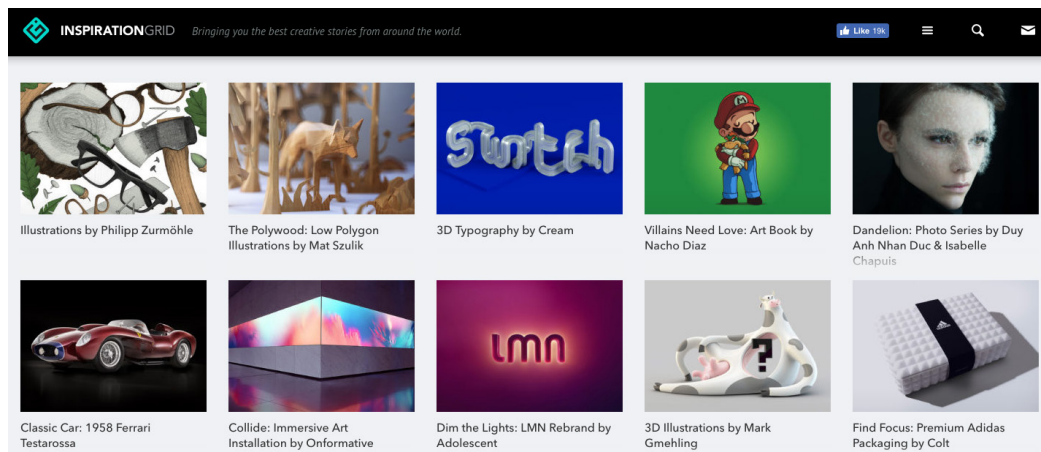 INSPIRATIONGRID
Bringing you the best creative stories from around the world.
Like 19k
Switch
M
Illustrations by Philipp Zurmöhle
The Polywood: Low Polygon
Illustrations by Mat Szulik
3D Typography by Cream
Villains Need Love: Art Book by
Nacho Diaz
Dandelion: Photo Series by Duy
Anh Nhan Duc & Isabelle
Chapuis
lmn
?
adidas
Classic Car: 1958 Ferrari
Testarossa
Collide: Immersive Art
Installation by Onformative
Dim the Lights: LMN Rebrand by
Adolescent
3D Illustrations by Mark
Gmehling
Find Focus: Premium Adidas
Packaging by Colt